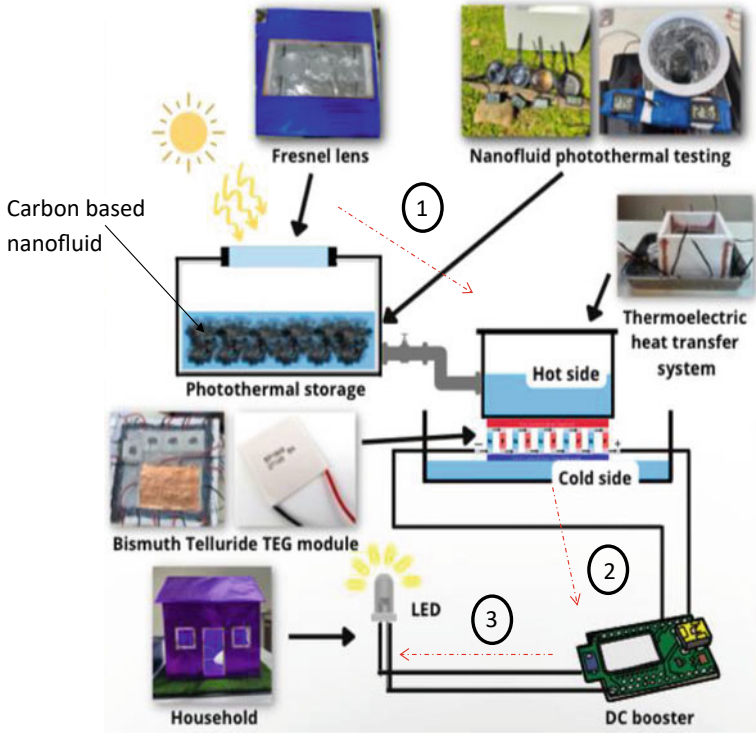 Fresnel lens
Nanofluid photothermal testing
Carbon based
nanofluid
1
Thermoelectric
heat transfer
system
Photothermal storage
Hot side
−
+
Cold side
Bismuth Telluride TEG module
2
LED
3
Household
DC booster